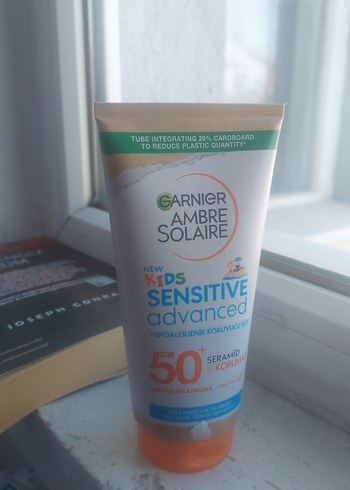 TUBE INTEGRATING 29% CARDBOARD
TO REDUCE PLASTIC QUANTITY*
GARNIER
AMBRE
SOLAIRE
NEW
KIDS
SENSITIVE
advanced
HİPOALERJENİK KORUYUCU SÜT
50+
SERAMİD
KORUMA
JOSEPH CONRA